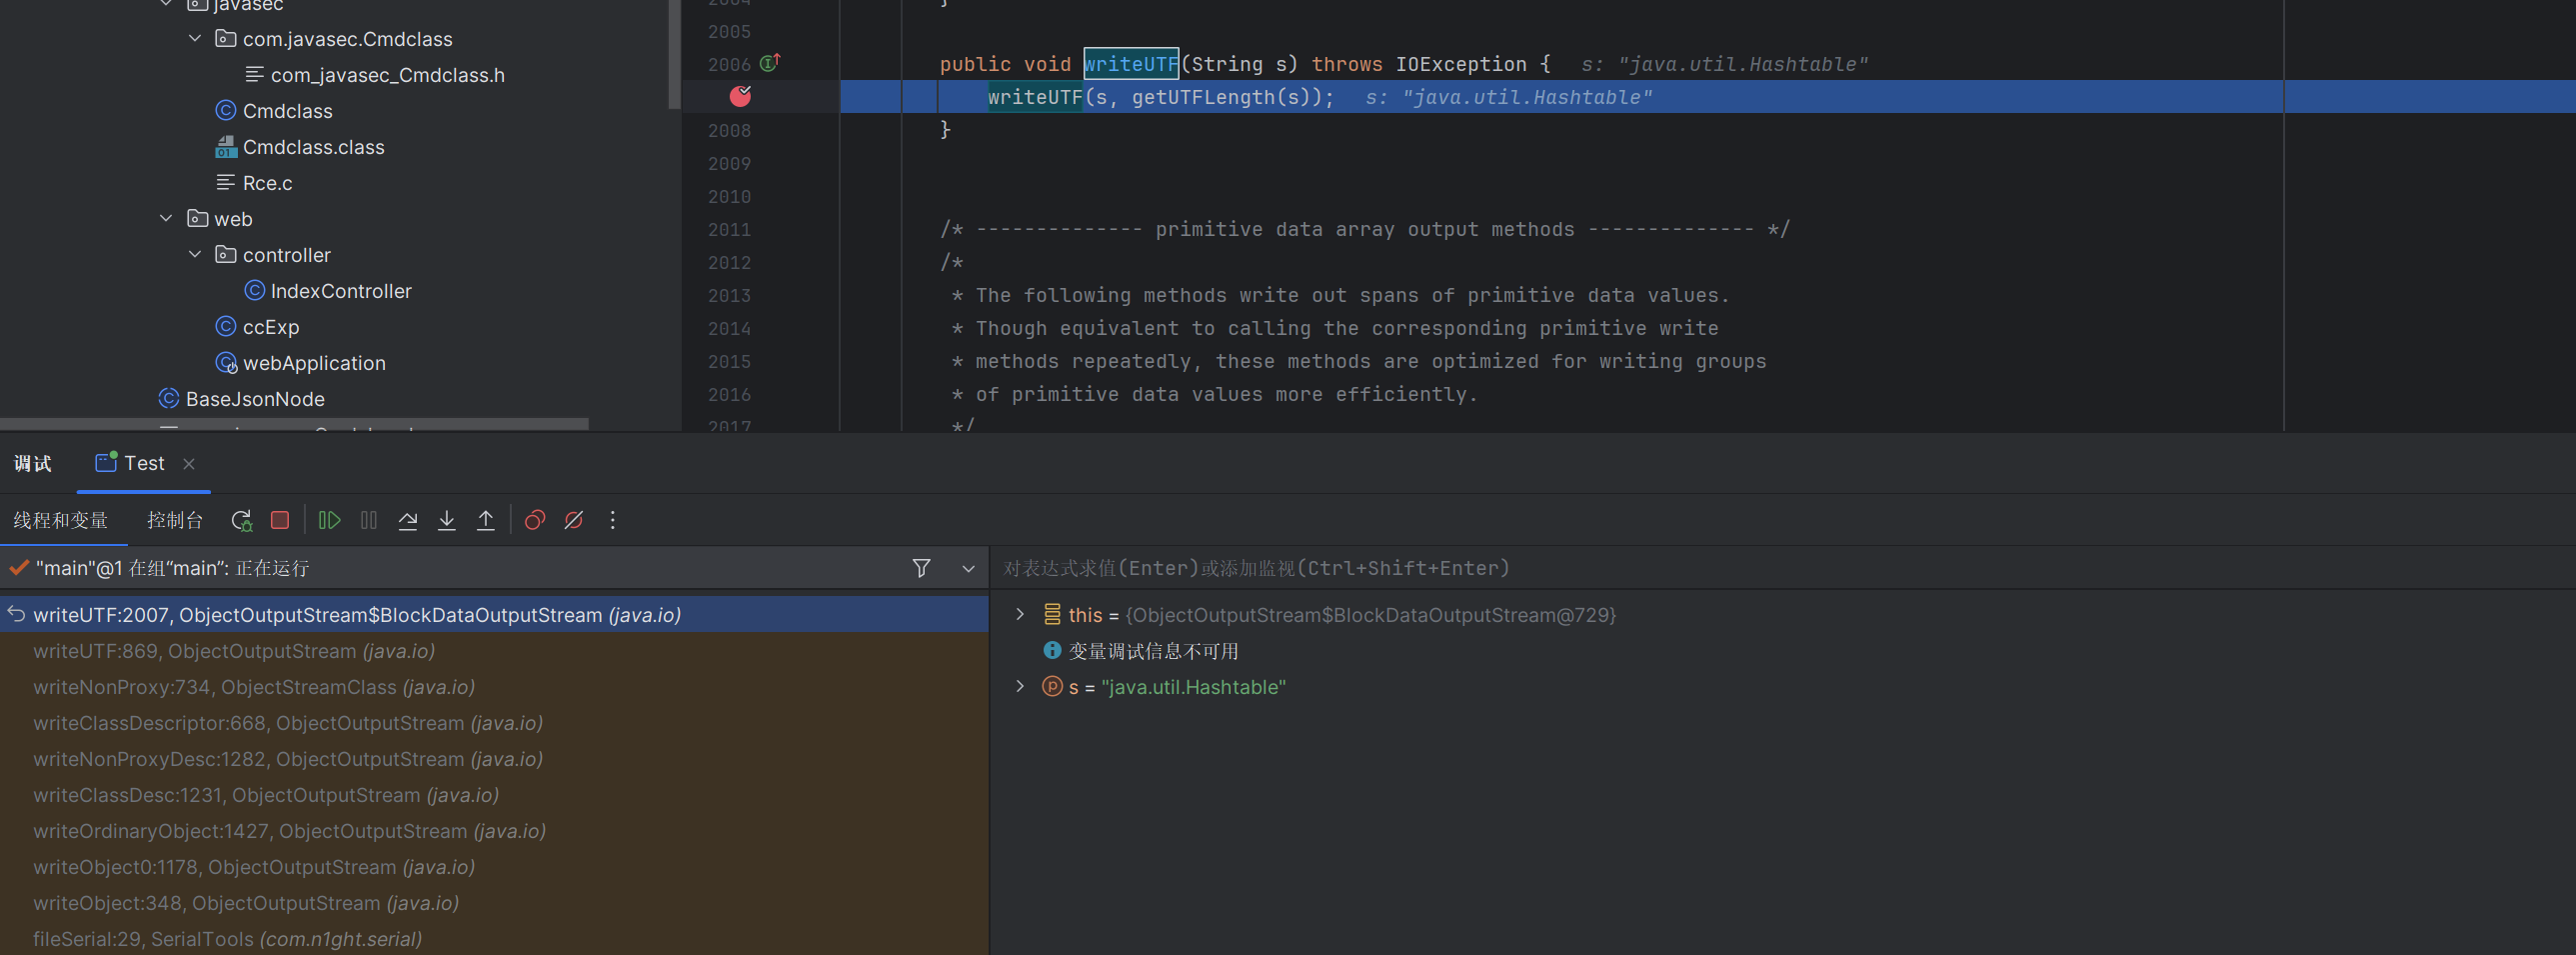 javasec
com.javasec.Cmdclass
com_javasec_Cmdclass.h
Cmdclass
Cmdclass.class
Rce.c
web
controller
IndexController
ccExp
webApplication
BaseJsonNode
2005
2006 public void writeUTF(String s) throws IOException { s: "java.util.Hashtable"
writeUTF(s, getUTFLength(s)); s: "java.util.Hashtable"
2008 }
2009
2010
2011 /* -------------- primitive data array output methods -------------- */
2012 /*
2013 * The following methods write out spans of primitive data values.
2014 * Though equivalent to calling the corresponding primitive write
2015 * methods repeatedly, these methods are optimized for writing groups
2016 * of primitive data values more efficiently.
2017 */
调试 Test
线程和变量 控制台
"main"@1 在组“main”: 正在运行
对表达式求值(Enter)或添加监视(Ctrl+Shift+Enter)
writeUTF:2007, ObjectOutputStream$BlockDataOutputStream (java.io)
writeUTF:869, ObjectOutputStream (java.io)
writeNonProxy:734, ObjectStreamClass (java.io)
writeClassDescriptor:668, ObjectOutputStream (java.io)
writeNonProxyDesc:1282, ObjectOutputStream (java.io)
writeClassDesc:1231, ObjectOutputStream (java.io)
writeOrdinaryObject:1427, ObjectOutputStream (java.io)
writeObject0:1178, ObjectOutputStream (java.io)
writeObject:348, ObjectOutputStream (java.io)
fileSerial:29, SerialTools (com.n1ght.serial)
this = {ObjectOutputStream$BlockDataOutputStream@729}
变量调试信息不可用
s = "java.util.Hashtable"